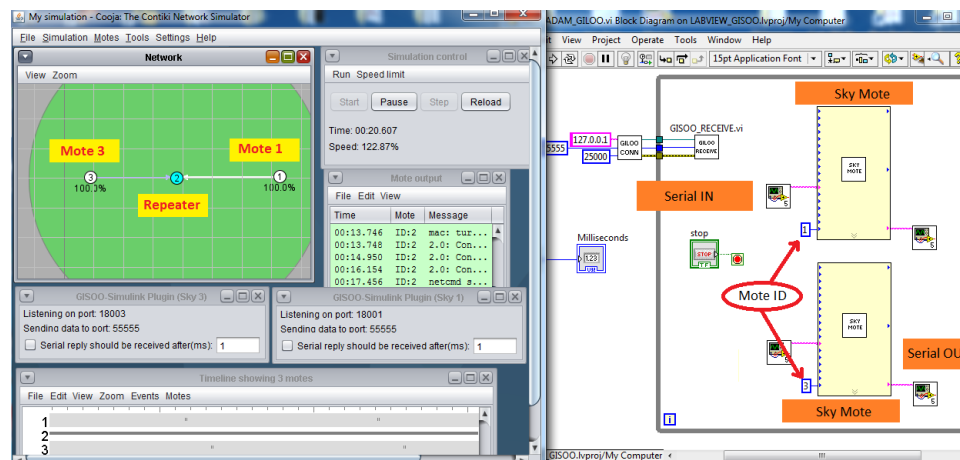 My simulation - Cooja: The Contiki Network Simulator
File Simulation Motes Tools Settings Help
Network
View Zoom
Mote 3
Mote 1
3
2
1
100.0%
100.0%
Repeater
Simulation control
Run Speed limit
Start Pause Step Reload
Time: 00:20.607
Speed: 122.87%
Mote output
File Edit View
Time Mote Message
00:13.746 ID:2 mac: tur...
00:13.748 ID:2 2.0: Con...
00:14.950 ID:2 2.0: Con...
00:16.154 ID:2 2.0: Con...
00:17.456 ID:2 netcmd s...
GISOO-Simulink Plugin (Sky 3)
Listening on port: 18003
Sending data to port: 55555
Serial reply should be received after(ms): 1
GISOO-Simulink Plugin (Sky 1)
Listening on port: 18001
Sending data to port: 55555
Serial reply should be received after(ms): 1
Timeline showing 3 motes
File Edit View Zoom Events Motes
1
2
3
ADAM_GILOO.vi Block Diagram on LABVIEW_GISOO.lvproj/My Computer
View Project Operate Tools Window Help
15pt Application Font
Sky Mote
GISOO_RECEIVE.vi
5555
127.0.0.1
25000
GILOO
CONN
GILOO
RECEIVE
SKY
MOTE
Serial IN
Milliseconds
1.23
stop
STOP
TF
1
Mote ID
SKY
MOTE
Serial OU
3
Sky Mote
i
GISOO.lvproj/My Computer